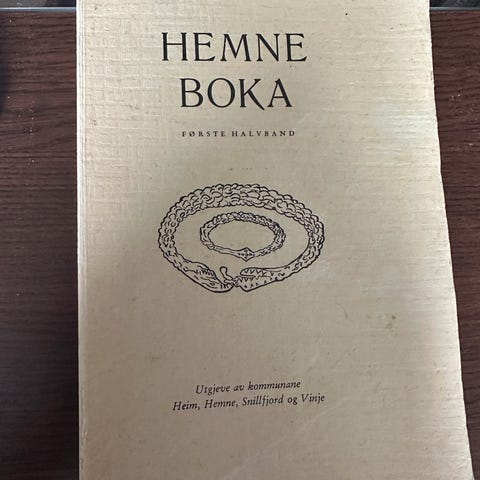 HEMNE
BOKA
FØRSTE HALVBAND
Utgjeve av kommunane
Heim, Hemne, Snillfjord og Vinje